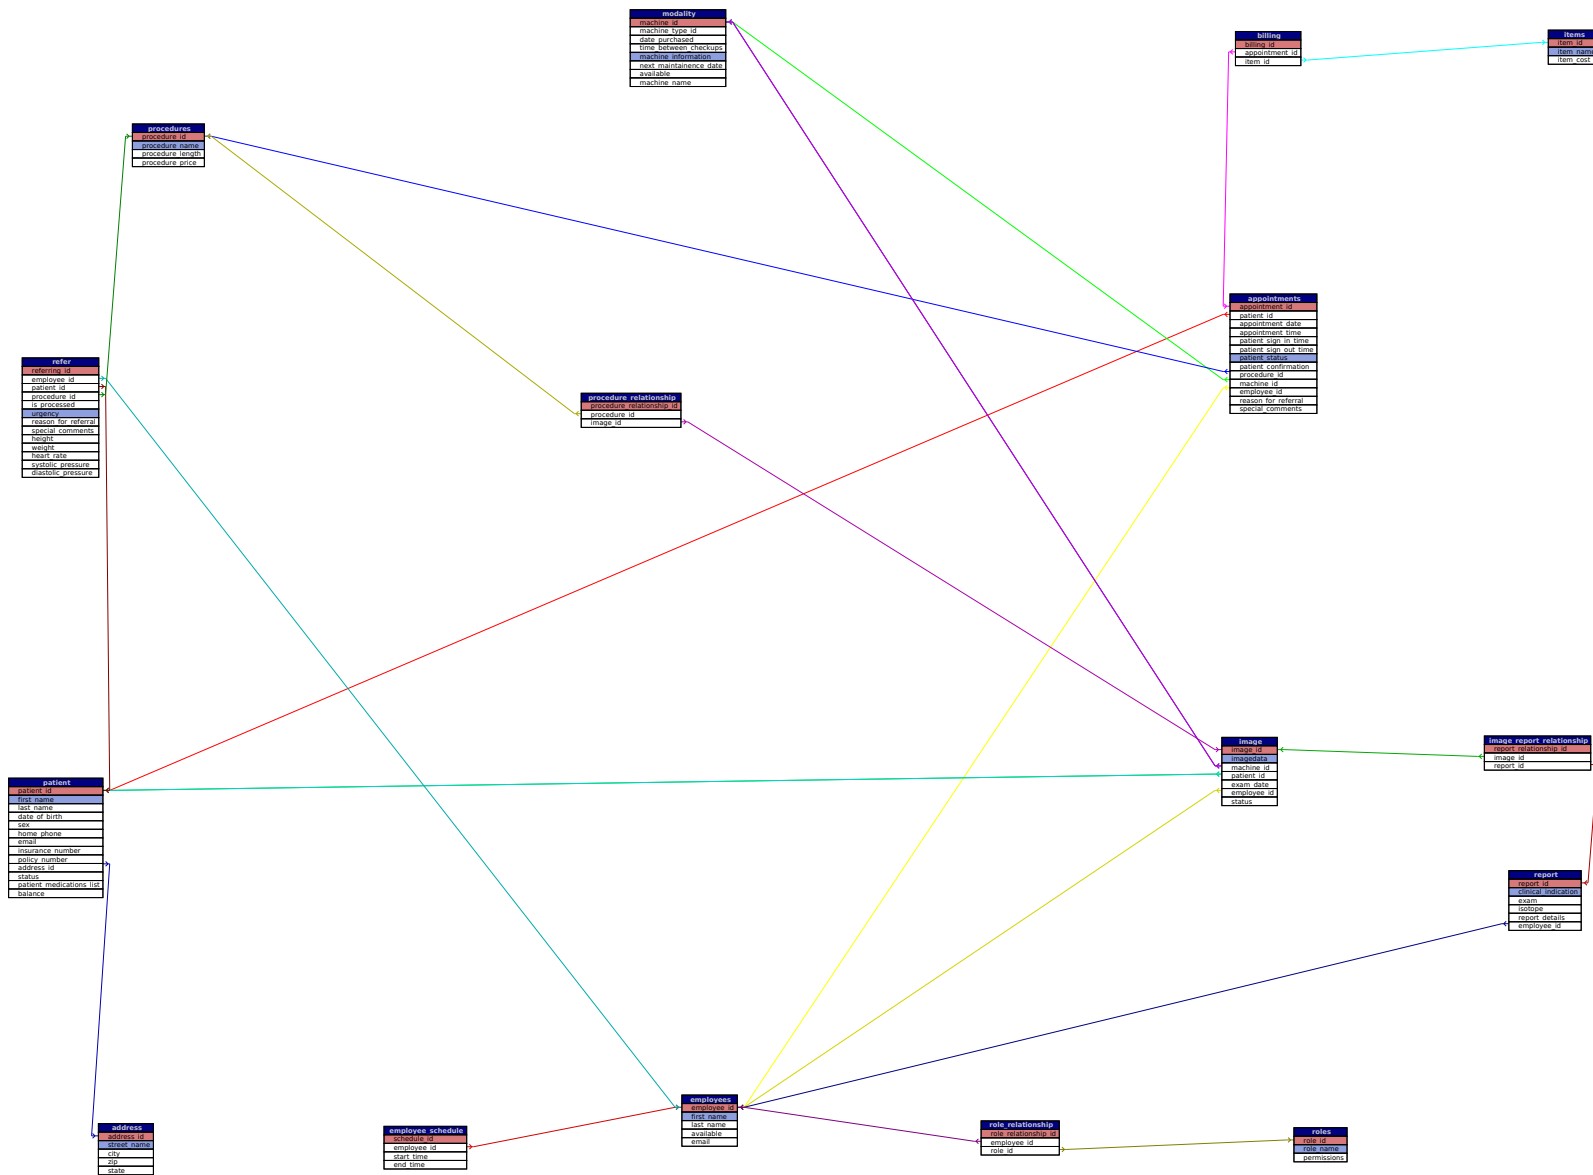 modality
machine_id
machine_type_id
date_purchased
time_between_checkups
machine_information
next_maintainence_date
available
machine_name
billing
billing_id
appointment_id
item_id
items
item_id
item_name
item_cost
procedures
procedure_id
procedure_name
procedure_length
procedure_price
appointments
appointment_id
patient_id
appointment_date
appointment_time
patient_sign_in_time
patient_sign_out_time
patient_status
patient_confirmation
procedure_id
machine_id
employee_id
reason_for_referral
special_comments
refer
referring_id
employee_id
patient_id
procedure_id
is_processed
urgency
reason_for_referral
special_comments
height
weight
heart_rate
systolic_pressure
diastolic_pressure
procedure_relationship
procedure_relationship_id
procedure_id
image_id
image
image_id
imagedata
machine_id
patient_id
exam_date
employee_id
status
image_report_relationship
report_relationship_id
image_id
report_id
patient
patient_id
first_name
last_name
date_of_birth
sex
home_phone
email
insurance_number
policy_number
address_id
status
patient_medications_list
balance
report
report_id
clinical_indication
exam
isotope
report_details
employee_id
employees
employee_id
first_name
last_name
available
email
address
address_id
street_name
city
zip
state
employee_schedule
schedule_id
employee_id
start_time
end_time
role_relationship
role_relationship_id
employee_id
role_id
roles
role_id
role_name
permissions